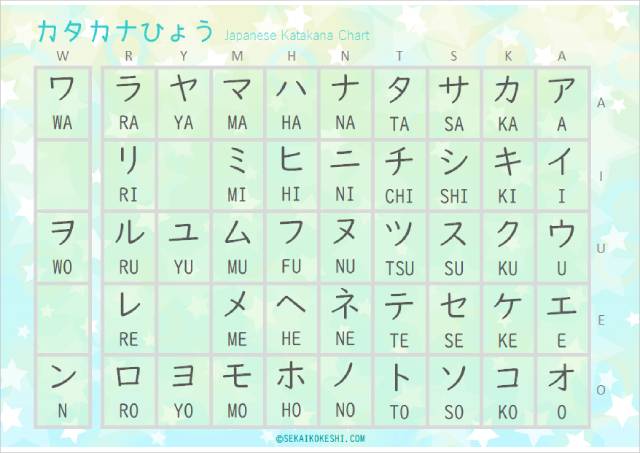 カタカナひょう Japanese Katakana Chart
W R Y M H N T S K A
ワ ラ ヤ マ ハ ナ タ サ カ ア
WA RA YA MA HA NA TA SA KA A
A
リ ミ ヒ ニ チ シ キ イ
RI MI HI NI CHI SHI KI I
I
ヲ ル ユ ム フ ヌ ツ ス ク ウ
WO RU YU MU FU NU TSU SU KU U
U
レ メ ヘ ネ テ セ ケ エ
RE ME HE NE TE SE KE E
E
ン ロ ヨ モ ホ ノ ト ソ コ オ
N RO YO MO HO NO TO SO KO O
O
©SEKAIKOKESHI.COM